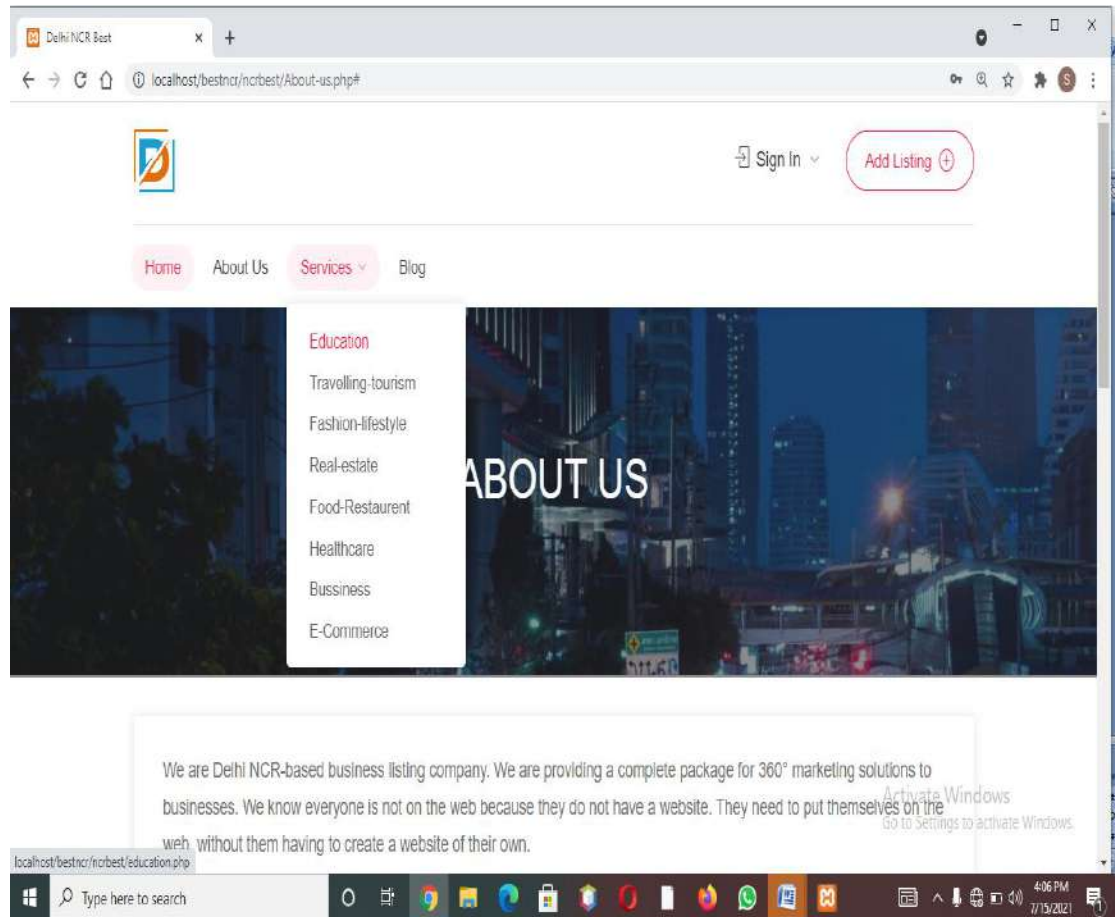 Delhi NCR Best
localhost/bestncr/ncrbest/About-us.php#
S
Sign In
Add Listing
Home About Us Services Blog
Education
Travelling-tourism
Fashion-lifestyle
Real-estate
Food-Restaurent
Healthcare
Bussiness
E-Commerce
ABOUT US
We are Delhi NCR-based business listing company. We are providing a complete package for 360° marketing solutions to
businesses. We know everyone is not on the web because they do not have a website. They need to put themselves on the
web, without them having to create a website of their own.
Activate Windows
Go to Settings to activate Windows.
localhost/bestncr/ncrbest/education.php
Type here to search
4:06 PM
7/15/2021